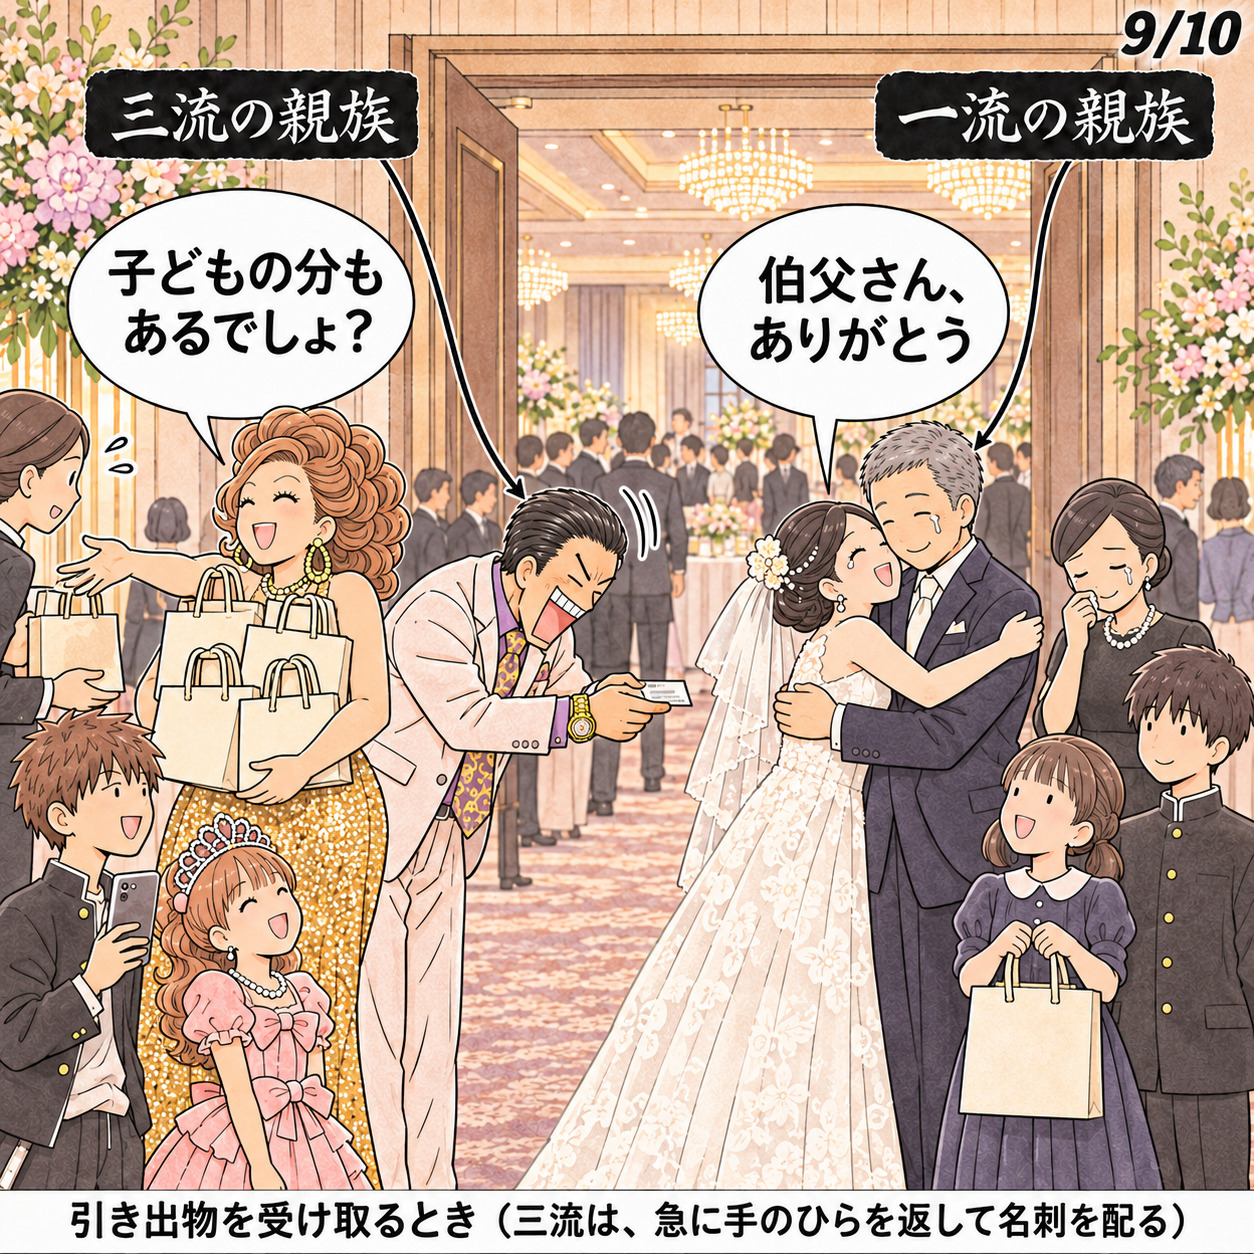 9/10
三流の親族
一流の親族
子どもの分も
あるでしょ?
伯父さん、
ありがとう
引き出物を受け取るとき（三流は、急に手のひらを返して名刺を配る）